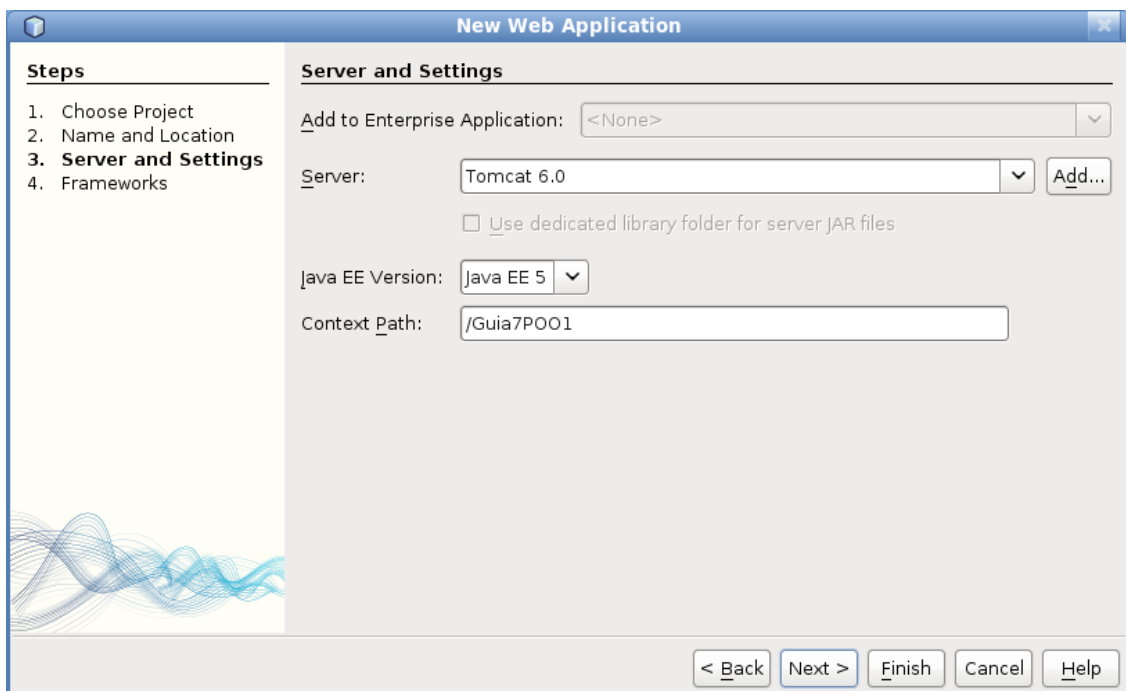 New Web Application
Steps
1. Choose Project
2. Name and Location
3. Server and Settings
4. Frameworks
Server and Settings
Add to Enterprise Application: <None>
Server: Tomcat 6.0 Add...
Use dedicated library folder for server JAR files
Java EE Version: Java EE 5
Context Path: /Guia7POO1
< Back Next > Finish Cancel Help